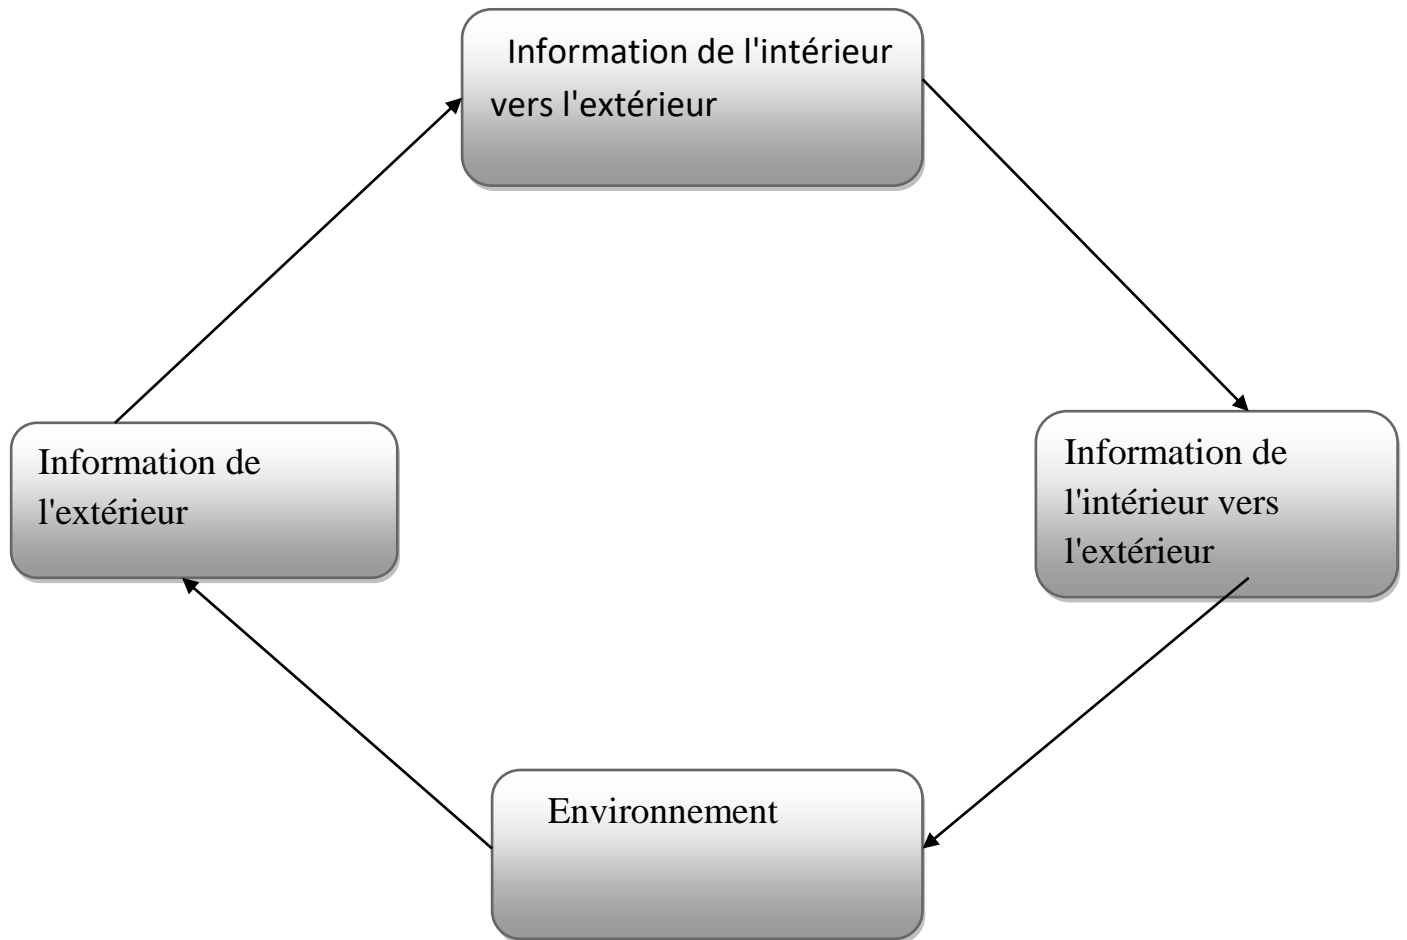 Information de l'intérieur
vers l'extérieur
Information de
l'extérieur
Information de
l'intérieur vers
l'extérieur
Environnement